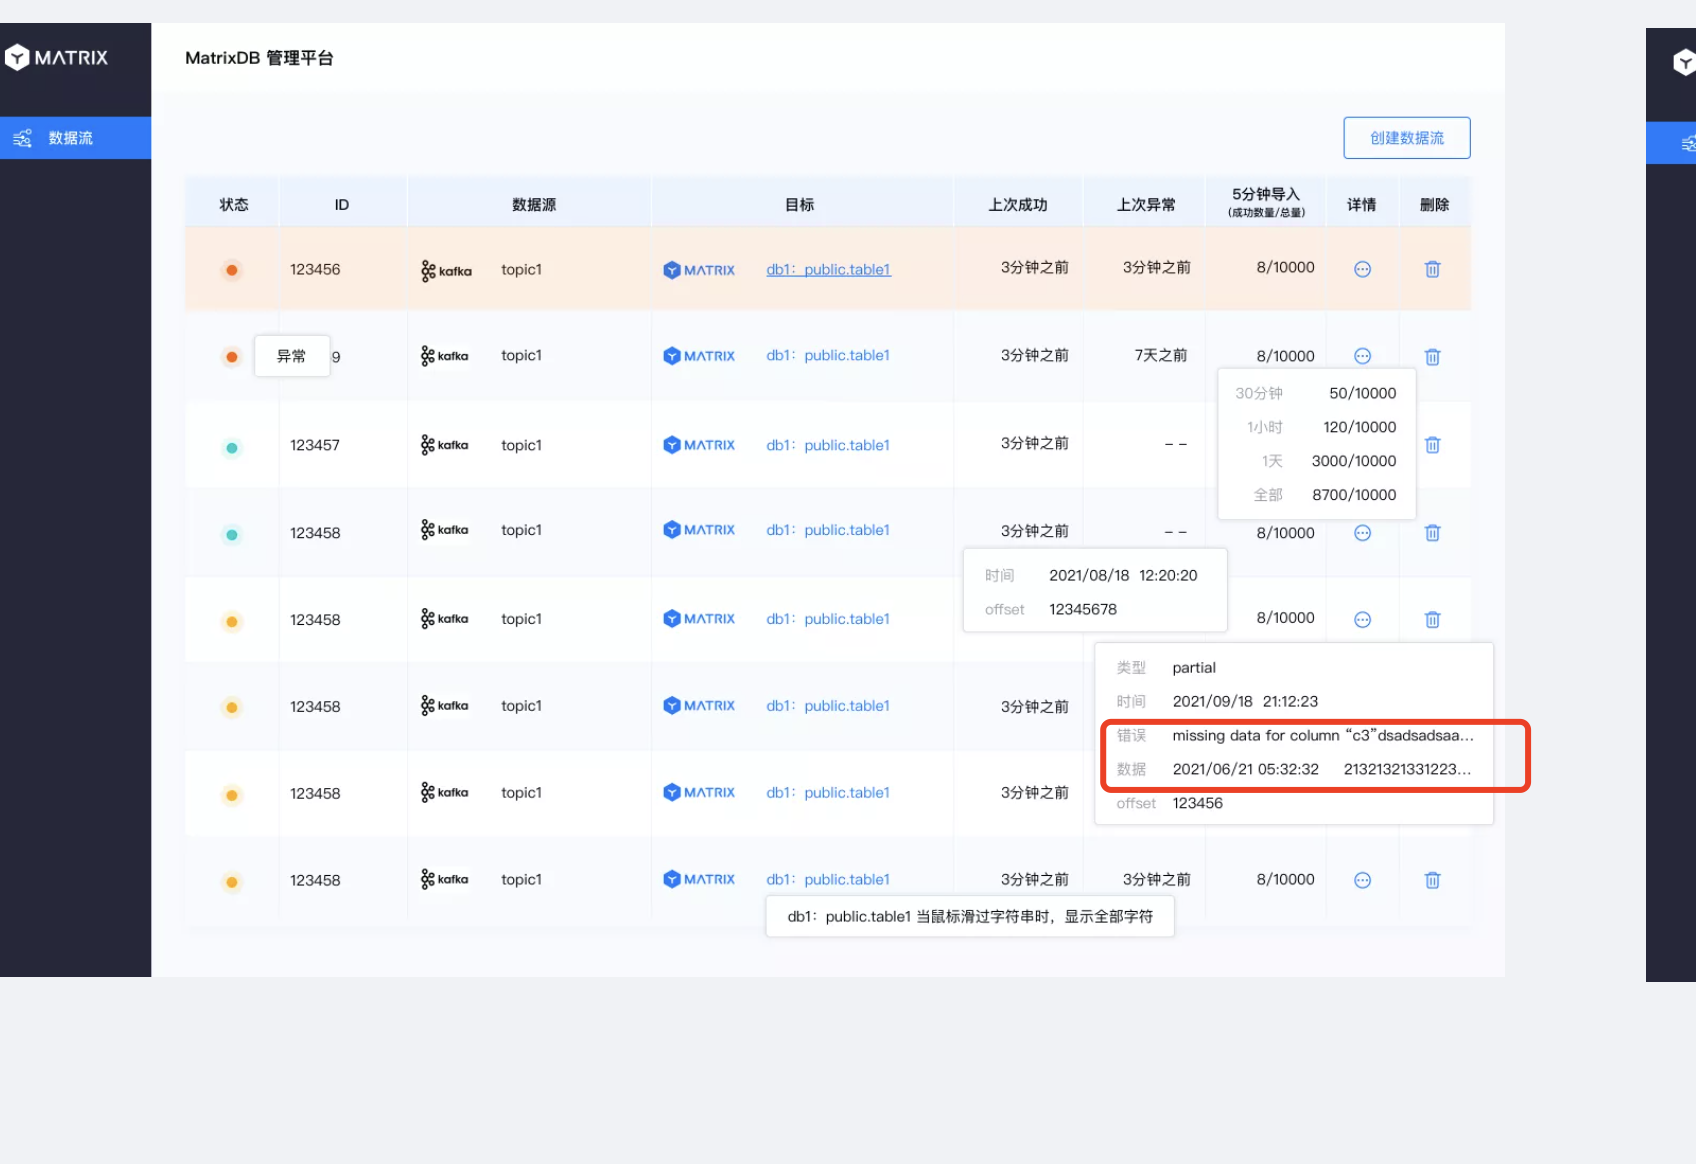 MATRIX
MatrixDB 管理平台
数据流
创建数据流
状态 ID 数据源 目标 上次成功 上次异常 5分钟导入 (成功数量/总量) 详情 删除
123456 kafka topic1 MATRIX db1: public.table1 3分钟之前 3分钟之前 8/10000
异常 9 kafka topic1 MATRIX db1: public.table1 3分钟之前 7天之前 8/10000
30分钟 50/10000
1小时 120/10000
1天 3000/10000
全部 8700/10000
123457 kafka topic1 MATRIX db1: public.table1 3分钟之前 – –
123458 kafka topic1 MATRIX db1: public.table1 3分钟之前 – – 8/10000
时间 2021/08/18 12:20:20
offset 12345678
123458 kafka topic1 MATRIX db1: public.table1 8/10000
类型 partial
时间 2021/09/18 21:12:23
错误 missing data for column “c3”dsadsadsaa...
数据 2021/06/21 05:32:32 21321321331223...
offset 123456
123458 kafka topic1 MATRIX db1: public.table1 3分钟之前
123458 kafka topic1 MATRIX db1: public.table1 3分钟之前
123458 kafka topic1 MATRIX db1: public.table1 3分钟之前 3分钟之前 8/10000
db1: public.table1 当鼠标滑过字符串时，显示全部字符